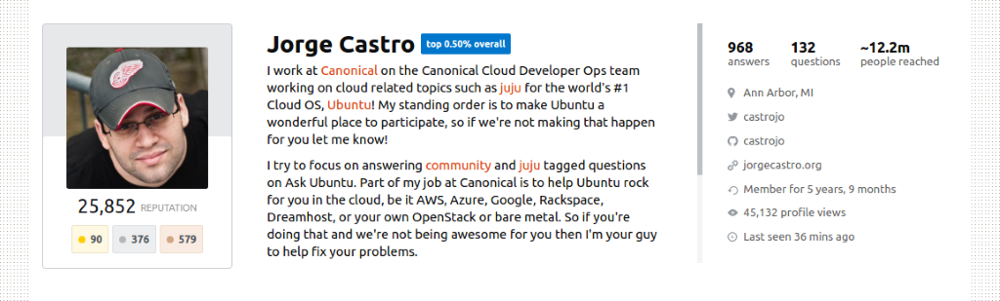 Jorge Castro top 0.50% overall
I work at Canonical on the Canonical Cloud Developer Ops team
working on cloud related topics such as juju for the world's #1
Cloud OS, Ubuntu! My standing order is to make Ubuntu a
wonderful place to participate, so if we're not making that happen
for you let me know!
I try to focus on answering community and juju tagged questions
on Ask Ubuntu. Part of my job at Canonical is to help Ubuntu rock
for you in the cloud, be it AWS, Azure, Google, Rackspace,
Dreamhost, or your own OpenStack or bare metal. So if you're
doing that and we're not being awesome for you then I'm your guy
to help fix your problems.
25,852 REPUTATION
90 376 579
968 132 ~12.2m
answers questions people reached
Ann Arbor, MI
castrojo
castrojo
jorgecastro.org
Member for 5 years, 9 months
45,132 profile views
Last seen 36 mins ago